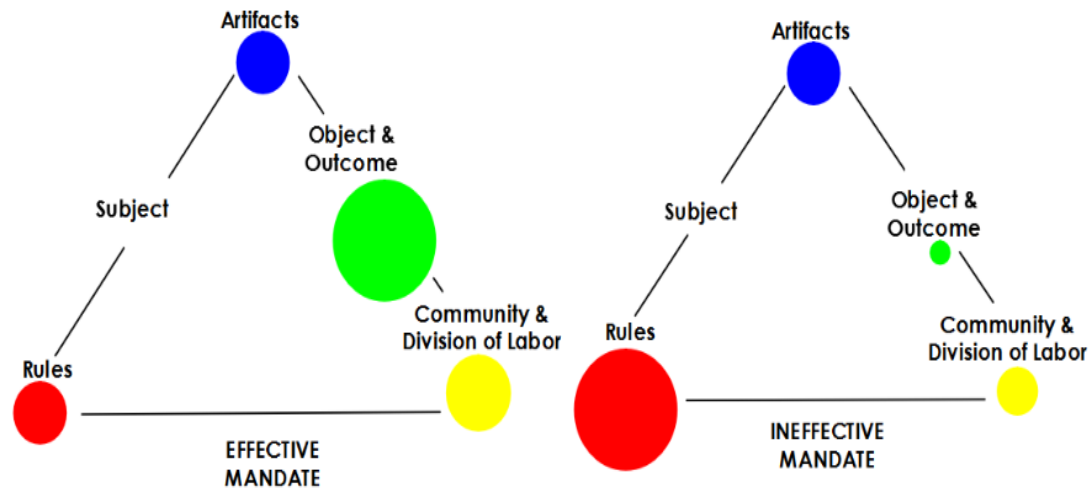 Artifacts
Object &
Outcome
Subject
Community &
Division of Labor
Rules
EFFECTIVE
MANDATE
Artifacts
Object &
Outcome
Subject
Community &
Division of Labor
Rules
INEFFECTIVE
MANDATE